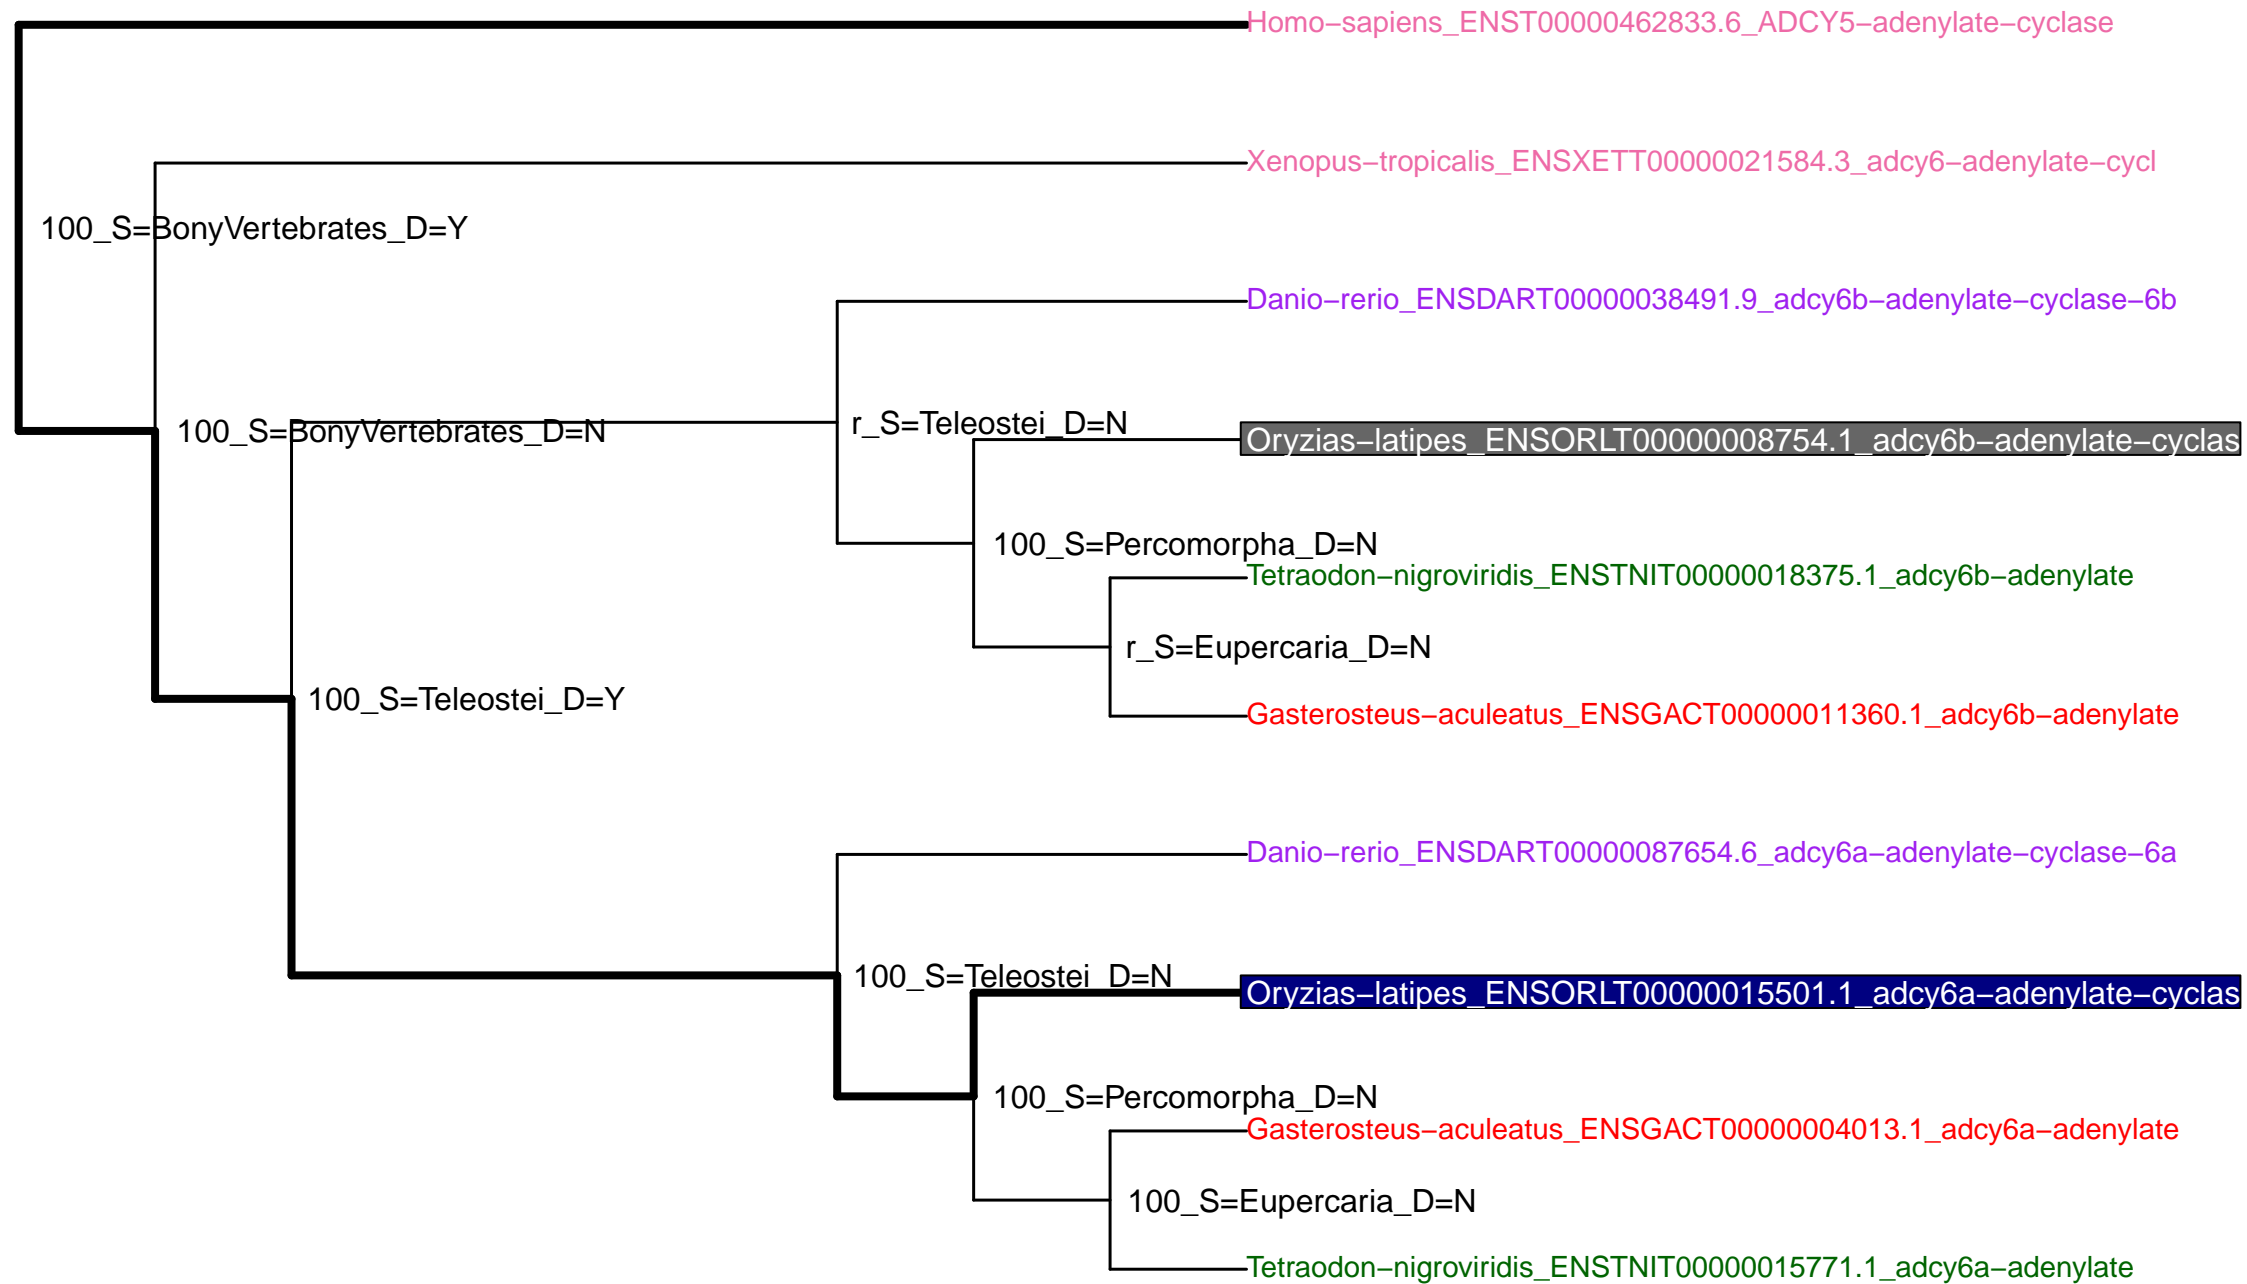 Homo−sapiens_ENST00000462833.6_ADCY5−adenylate−cyclase
Xenopus−tropicalis_ENSXETT00000021584.3_adcy6−adenylate−cycl
100_S=BonyVertebrates_D=Y
Danio−rerio_ENSDART00000038491.9_adcy6b−adenylate−cyclase−6b
r_S=Teleostei_D=N
100_S=BonyVertebrates_D=N
Oryzias−latipes_ENSORLT00000008754.1_adcy6b−adenylate−cyclas
100_S=Percomorpha_D=N
Tetraodon−nigroviridis_ENSTNIT00000018375.1_adcy6b−adenylate
r_S=Eupercaria_D=N
100_S=Teleostei_D=Y
Gasterosteus−aculeatus_ENSGACT00000011360.1_adcy6b−adenylate
Danio−rerio_ENSDART00000087654.6_adcy6a−adenylate−cyclase−6a
100_S=Teleostei_D=N
Oryzias−latipes_ENSORLT00000015501.1_adcy6a−adenylate−cyclas
100_S=Percomorpha_D=N
Gasterosteus−aculeatus_ENSGACT00000004013.1_adcy6a−adenylate
100_S=Eupercaria_D=N
Tetraodon−nigroviridis_ENSTNIT00000015771.1_adcy6a−adenylate